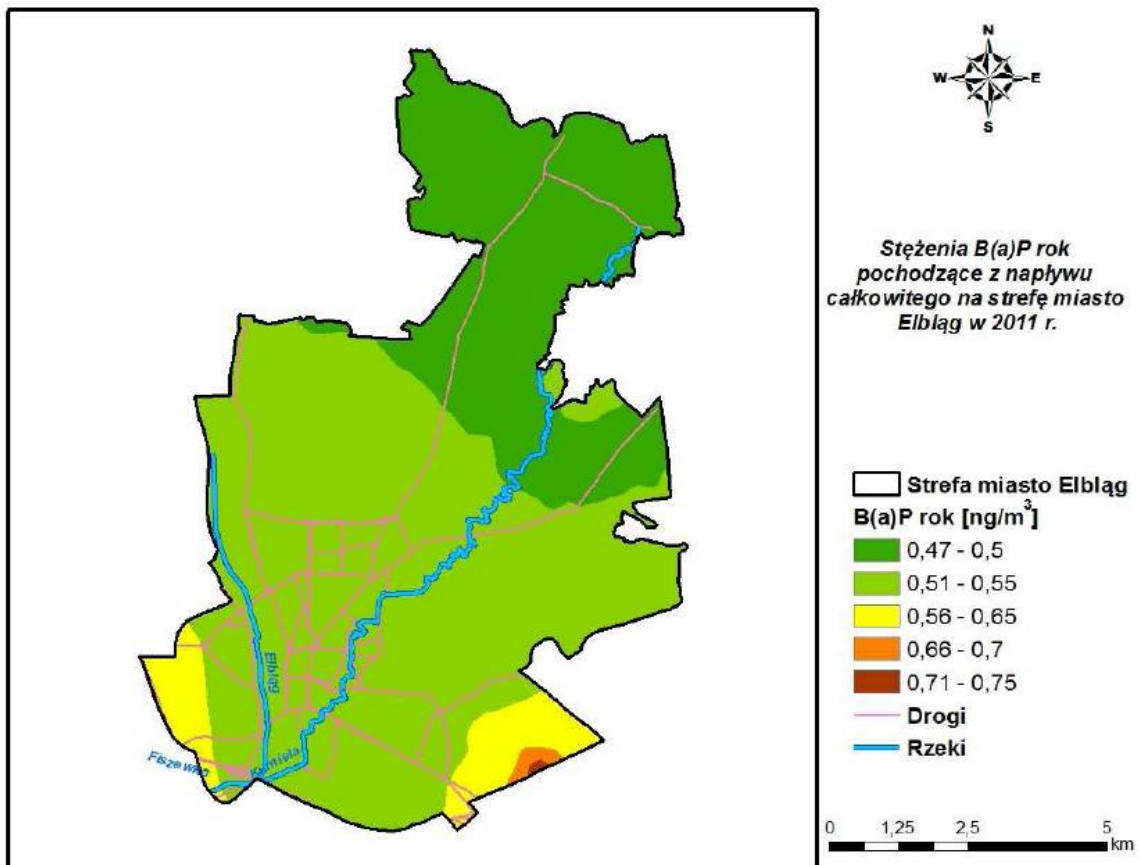 N
W E
S
Stężenia B(a)P rok
pochodzące z napływu
całkowitego na strefę miasto
Elbląg w 2011 r.
Strefa miasto Elbląg
B(a)P rok [ng/m³]
0,47 - 0,5
0,51 - 0,55
0,56 - 0,65
0,66 - 0,7
0,71 - 0,75
Drogi
Rzeki
0 1,25 2,5 5
km
Elbląg
Fiszewka
Kumiela